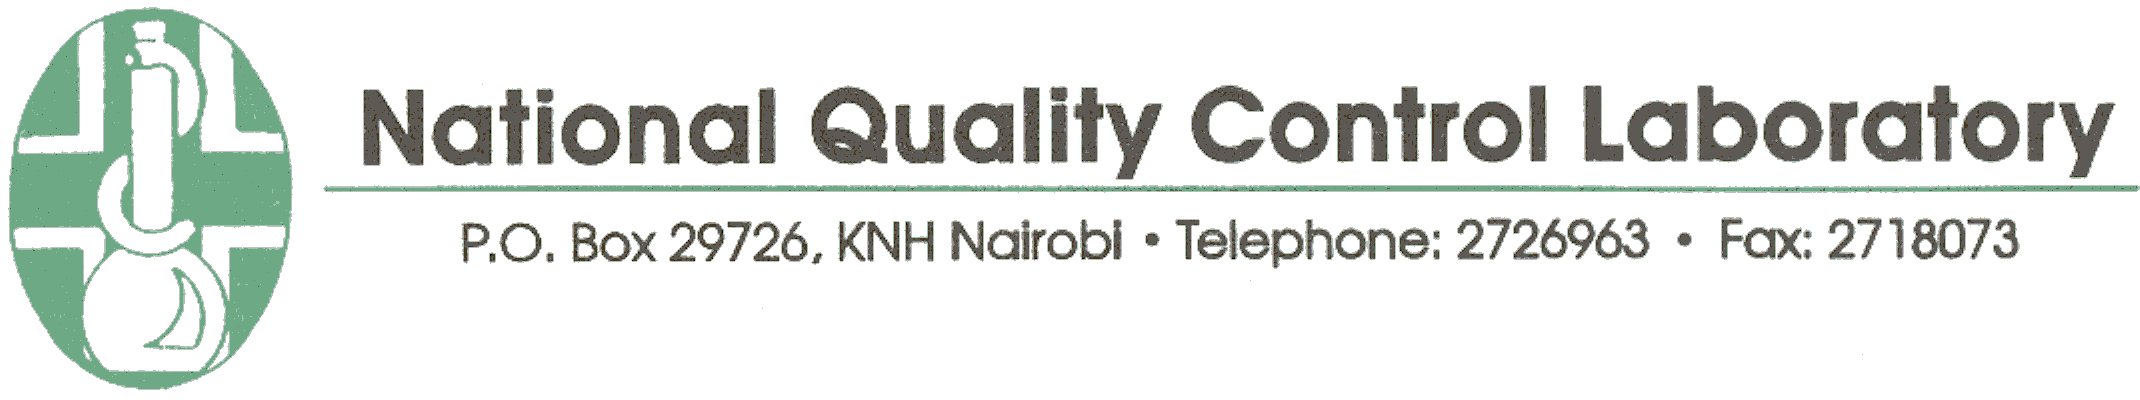 National Quality Control Laboratory
P.O. Box 29726, KNH Nairobi • Telephone: 2726963 • Fax: 2718073